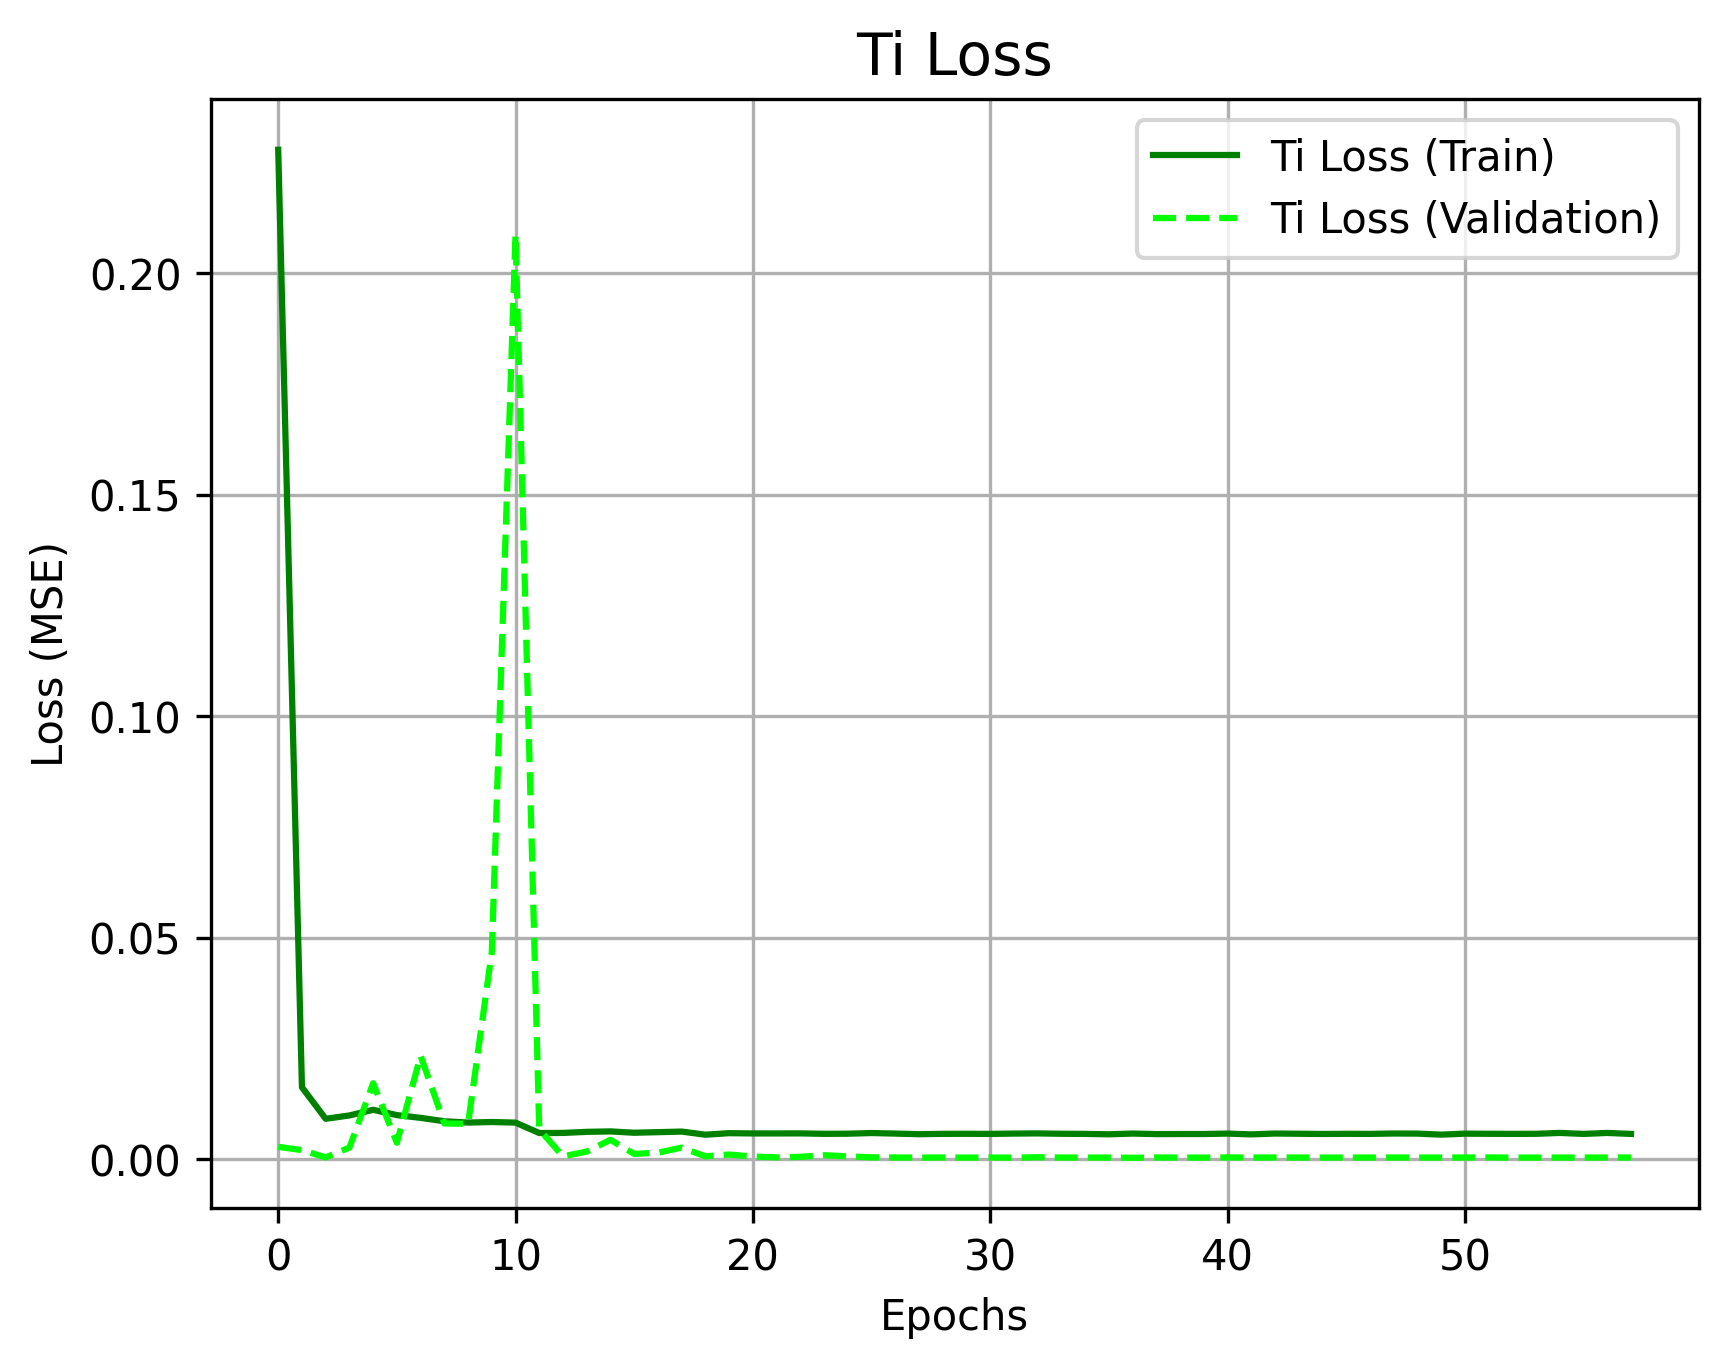 Ti Loss
Ti Loss (Train)
Ti Loss (Validation)
Loss (MSE)
0.20
0.15
0.10
0.05
0.00
0 10 20 30 40 50
Epochs